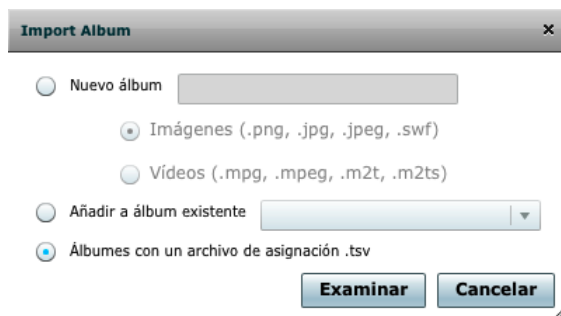 Import Album
Nuevo álbum
Imágenes (.png, .jpg, .jpeg, .swf)
Vídeos (.mpg, .mpeg, .m2t, .m2ts)
Añadir a álbum existente
Álbumes con un archivo de asignación .tsv
Examinar Cancelar